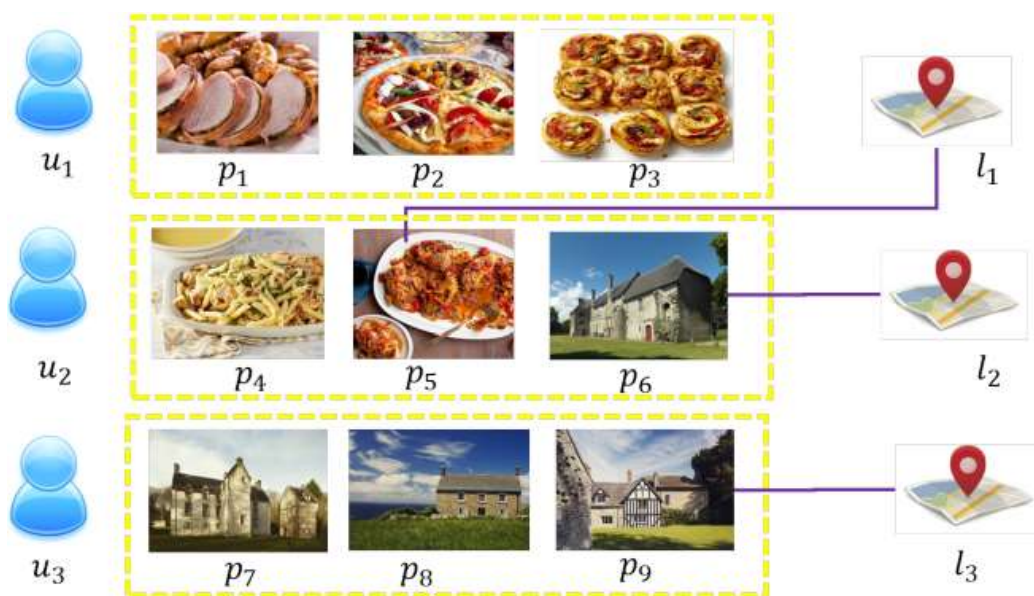 u₁ p₁ p₂ p₃ l₁
u₂ p₄ p₅ p₆ l₂
u₃ p₇ p₈ p₉ l₃